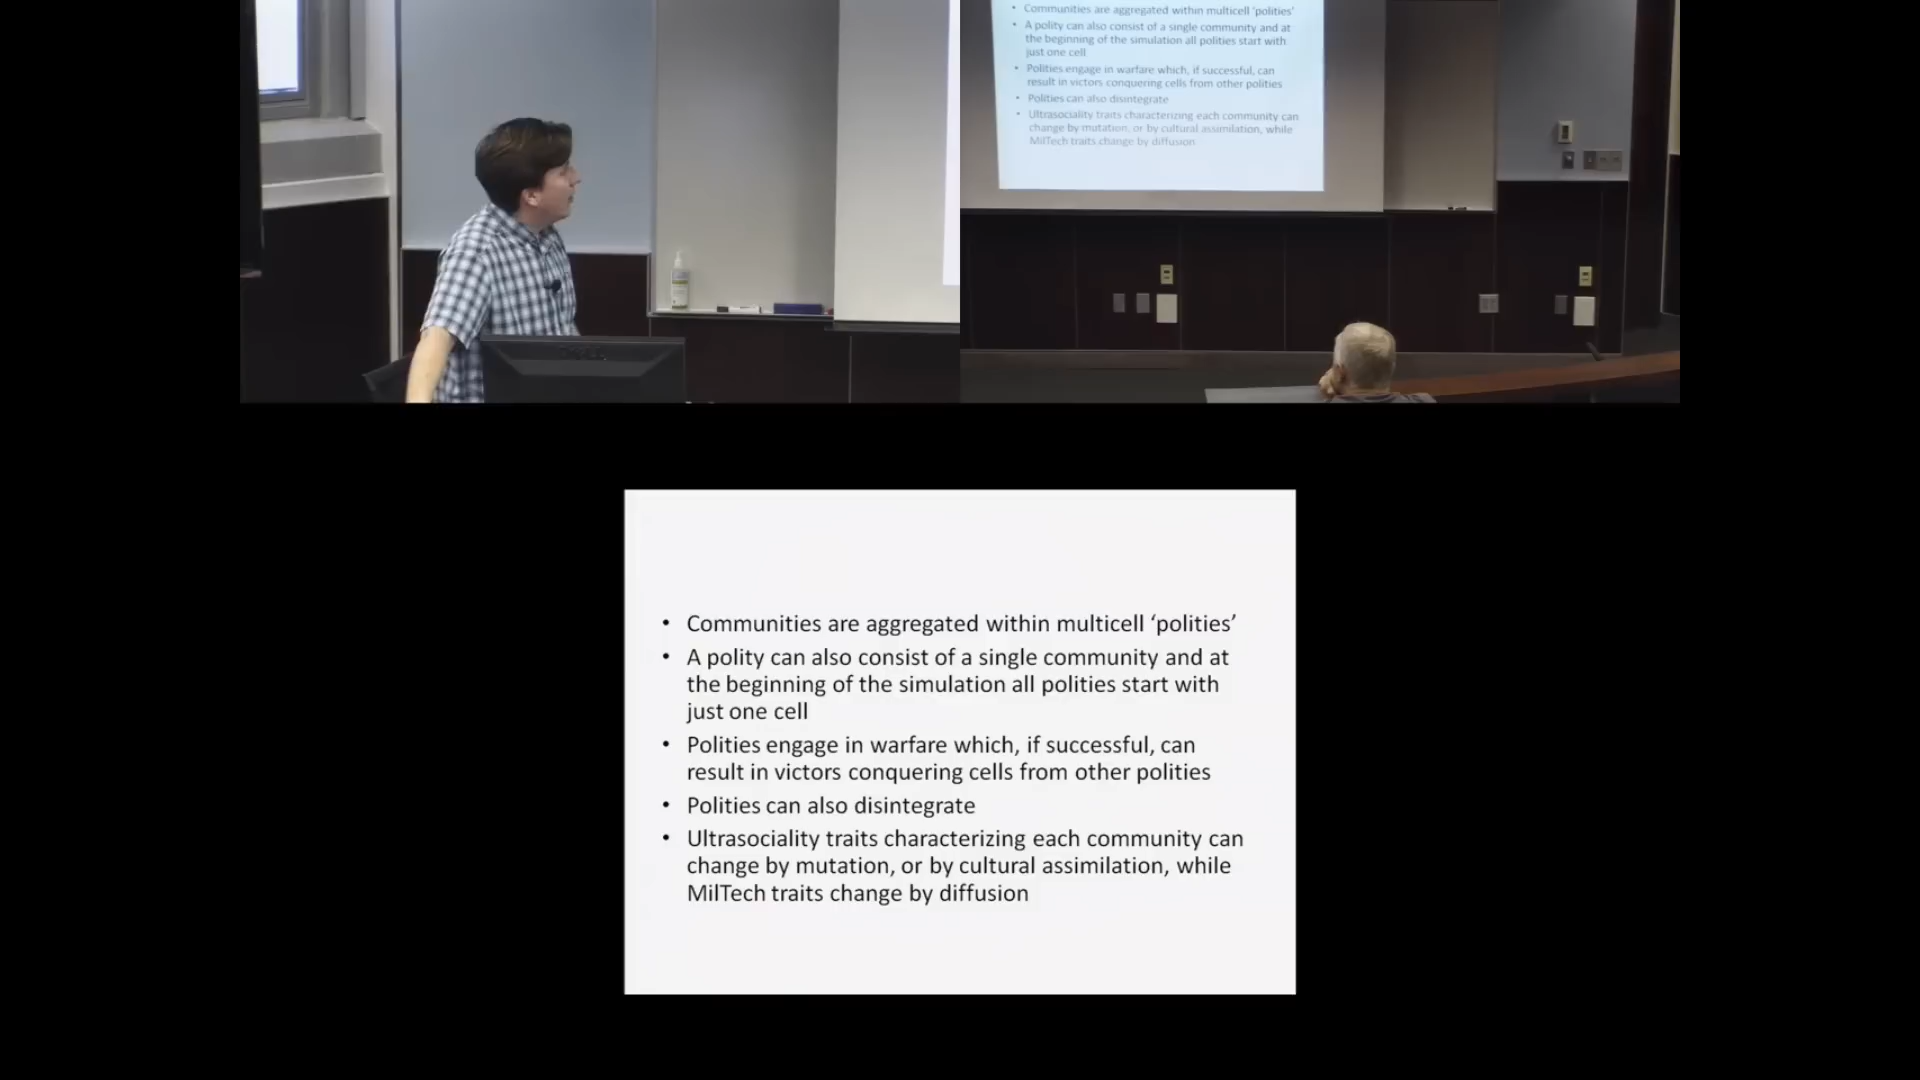 • Communities are aggregated within multicell ‘polities’
• A polity can also consist of a single community and at
the beginning of the simulation all polities start with
just one cell
• Polities engage in warfare which, if successful, can
result in victors conquering cells from other polities
• Polities can also disintegrate
• Ultrasociality traits characterizing each community can
change by mutation, or by cultural assimilation, while
MilTech traits change by diffusion
DELL
• Communities are aggregated within multicell ‘polities’
• A polity can also consist of a single community and at
the beginning of the simulation all polities start with
just one cell
• Polities engage in warfare which, if successful, can
result in victors conquering cells from other polities
• Polities can also disintegrate
• Ultrasociality traits characterizing each community can
change by mutation, or by cultural assimilation, while
MilTech traits change by diffusion